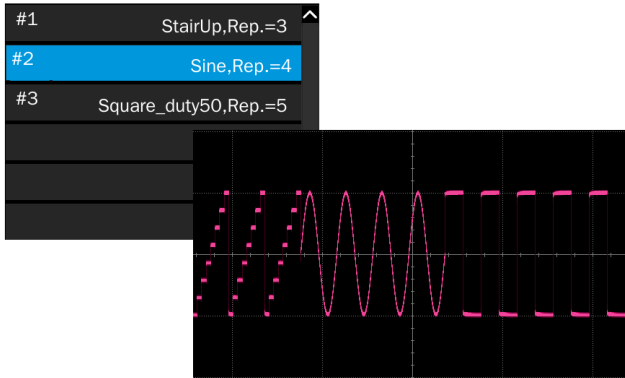 #1
StairUp,Rep.=3
#2
Sine,Rep.=4
#3
Square_duty50,Rep.=5